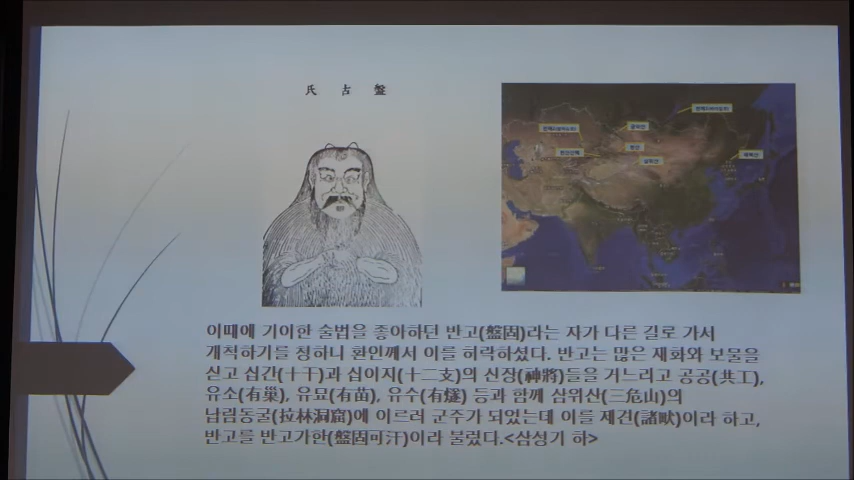 氏 古 盤
이때에 기이한 술법을 좋아하던 반고(盤固)라는 자가 다른 길로 가서
개척하기를 청하니 환인께서 이를 허락하셨다. 반고는 많은 재화와 보물을
싣고 십간(十干)과 십이지(十二支)의 신장(神將)들을 거느리고 공공(共工),
유소(有巢), 유묘(有苗), 유수(有燧) 등과 함께 삼위산(三危山)의
납림동굴(拉林洞窟)에 이르러 군주가 되었는데 이를 제견(諸畎)이라 하고,
반고를 반고가한(盤固可汗)이라 불렀다.<삼성기 하>